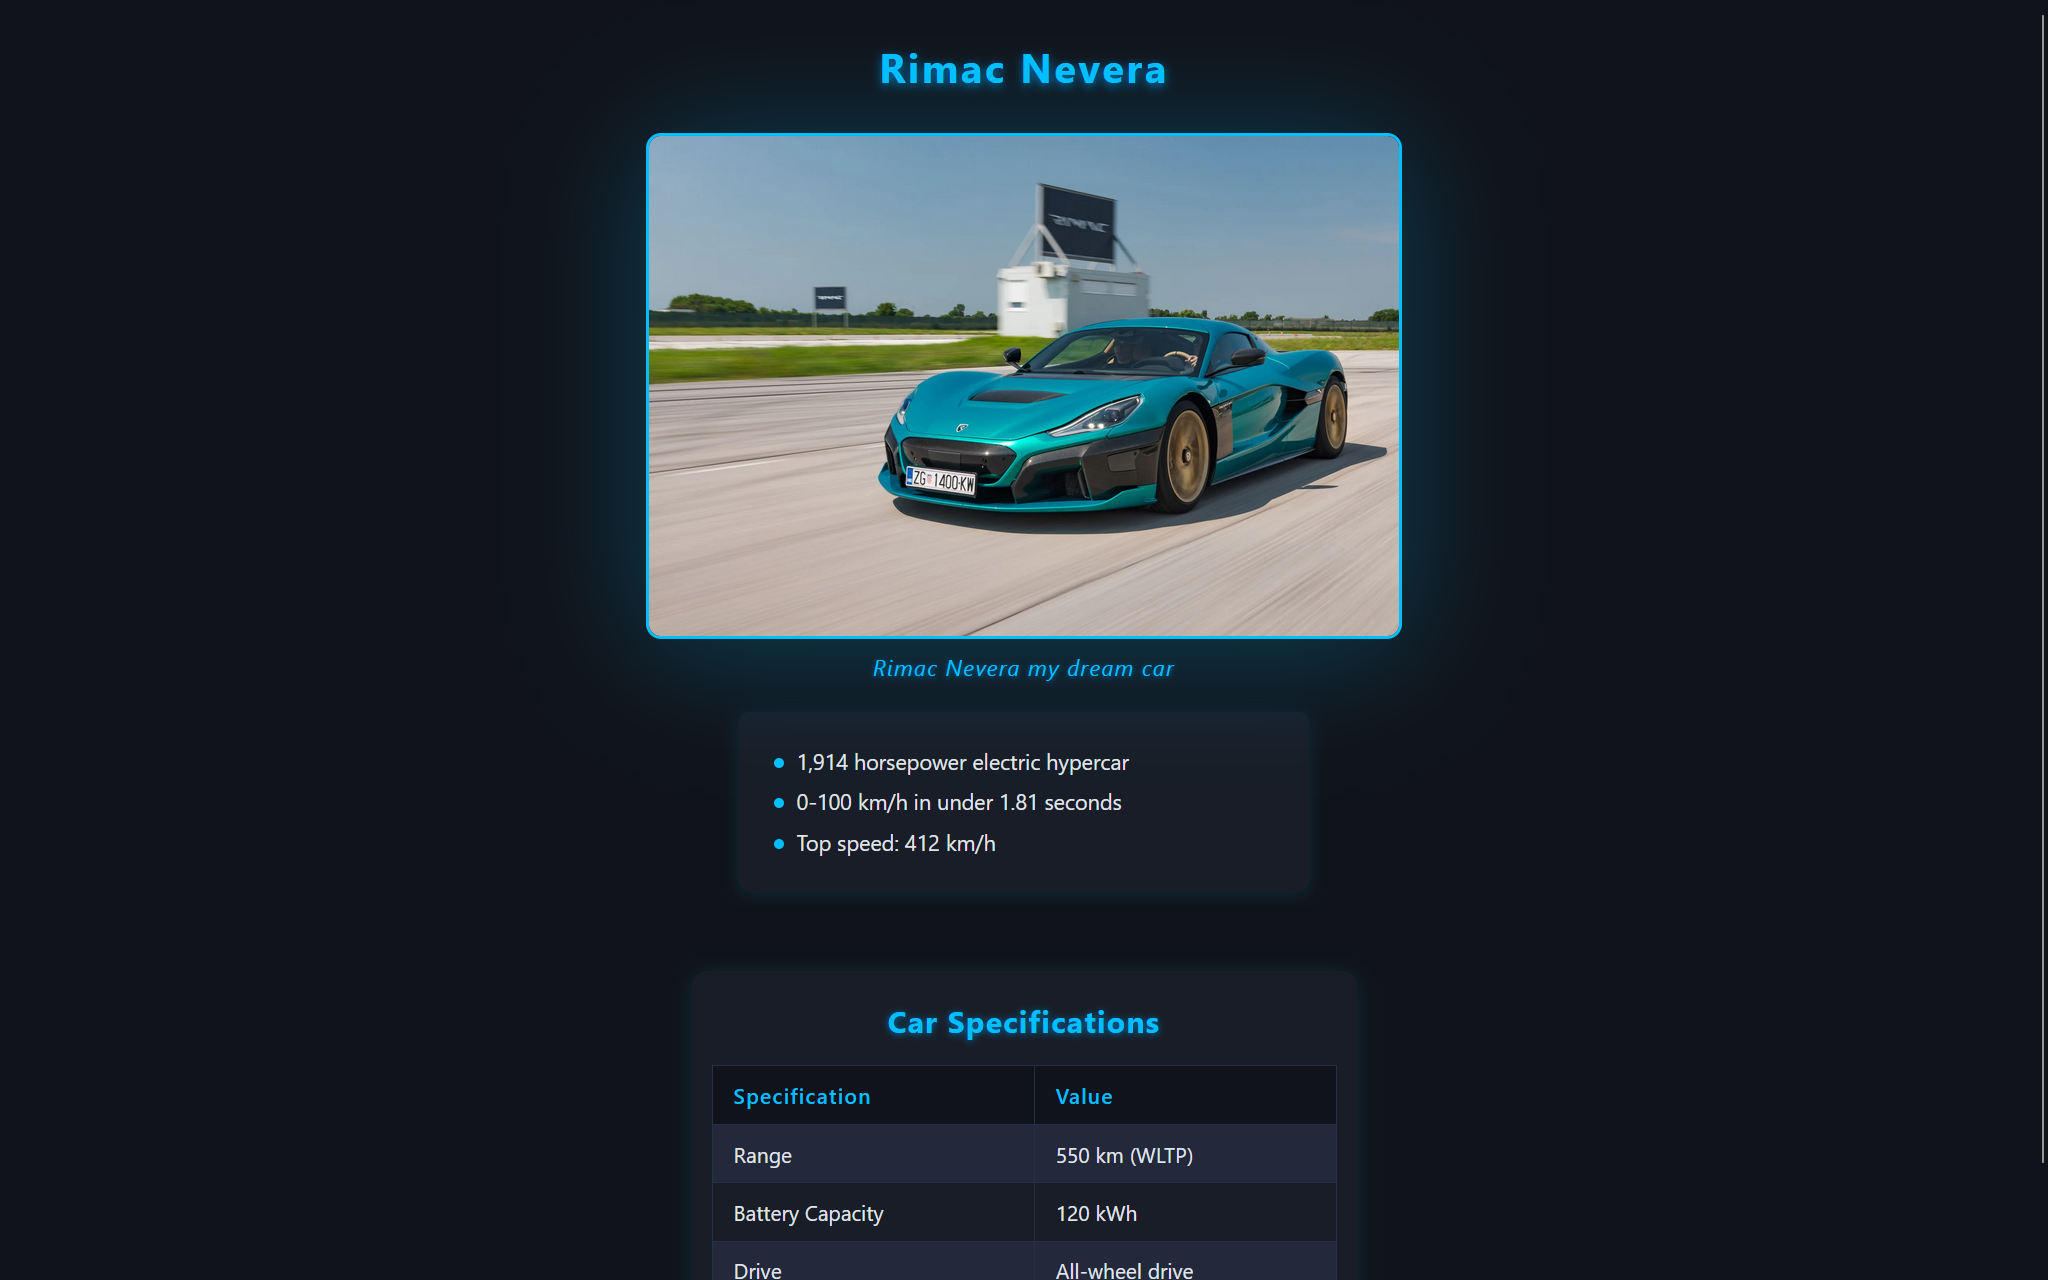 Rimac Nevera
RIMAC
RIMAC
ZG 1400-KW
Rimac Nevera my dream car
1,914 horsepower electric hypercar
0-100 km/h in under 1.81 seconds
Top speed: 412 km/h
Car Specifications
Specification Value
Range 550 km (WLTP)
Battery Capacity 120 kWh
Drive All-wheel drive